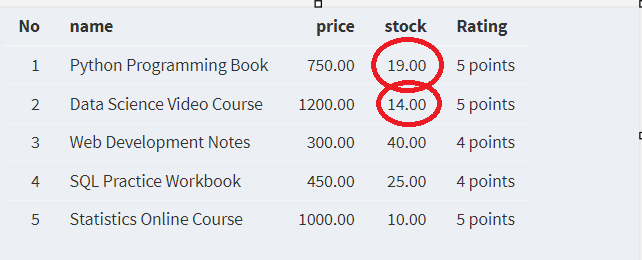 No name price stock Rating
1 Python Programming Book 750.00 19.00 5 points
2 Data Science Video Course 1200.00 14.00 5 points
3 Web Development Notes 300.00 40.00 4 points
4 SQL Practice Workbook 450.00 25.00 4 points
5 Statistics Online Course 1000.00 10.00 5 points